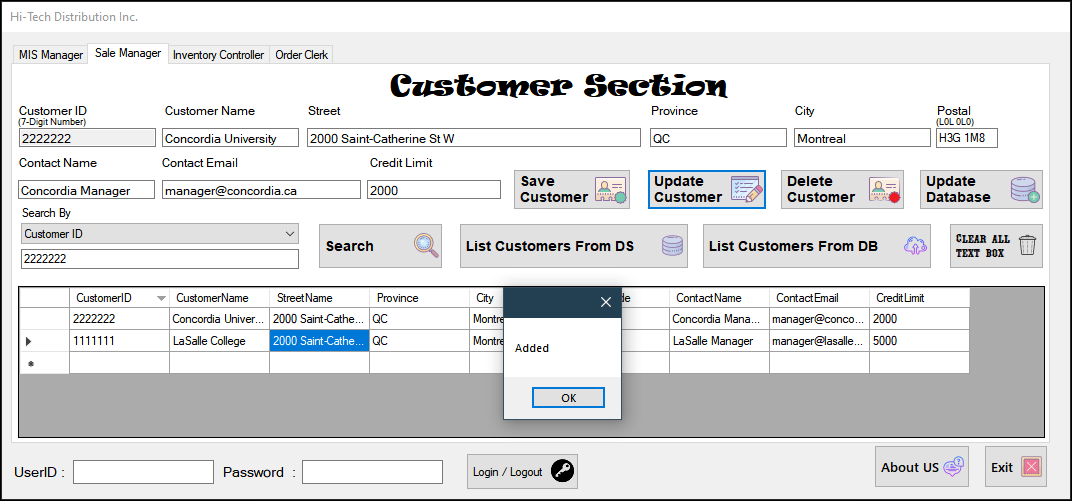 Hi-Tech Distribution Inc.
MIS Manager Sale Manager Inventory Controller Order Clerk
Customer Section
Customer ID Customer Name Street Province City Postal
(7-Digit Number) (L0L 0L0)
2222222 Concordia University 2000 Saint-Catherine St W QC Montreal H3G 1M8
Contact Name Contact Email Credit Limit
Concordia Manager manager@concordia.ca 2000
Save Customer Update Customer Delete Customer Update Database
Search By
Customer ID
2222222
Search List Customers From DS List Customers From DB CLEAR ALL TEXT BOX
CustomerID CustomerName StreetName Province City ContactName ContactEmail CreditLimit
2222222 Concordia Univer... 2000 Saint-Cathe... QC Montre Concordia Mana... manager@conco... 2000
1111111 LaSalle College 2000 Saint-Cathe... QC Montre LaSalle Manager manager@lasalle... 5000
Added
OK
UserID : Password : Login / Logout About US Exit